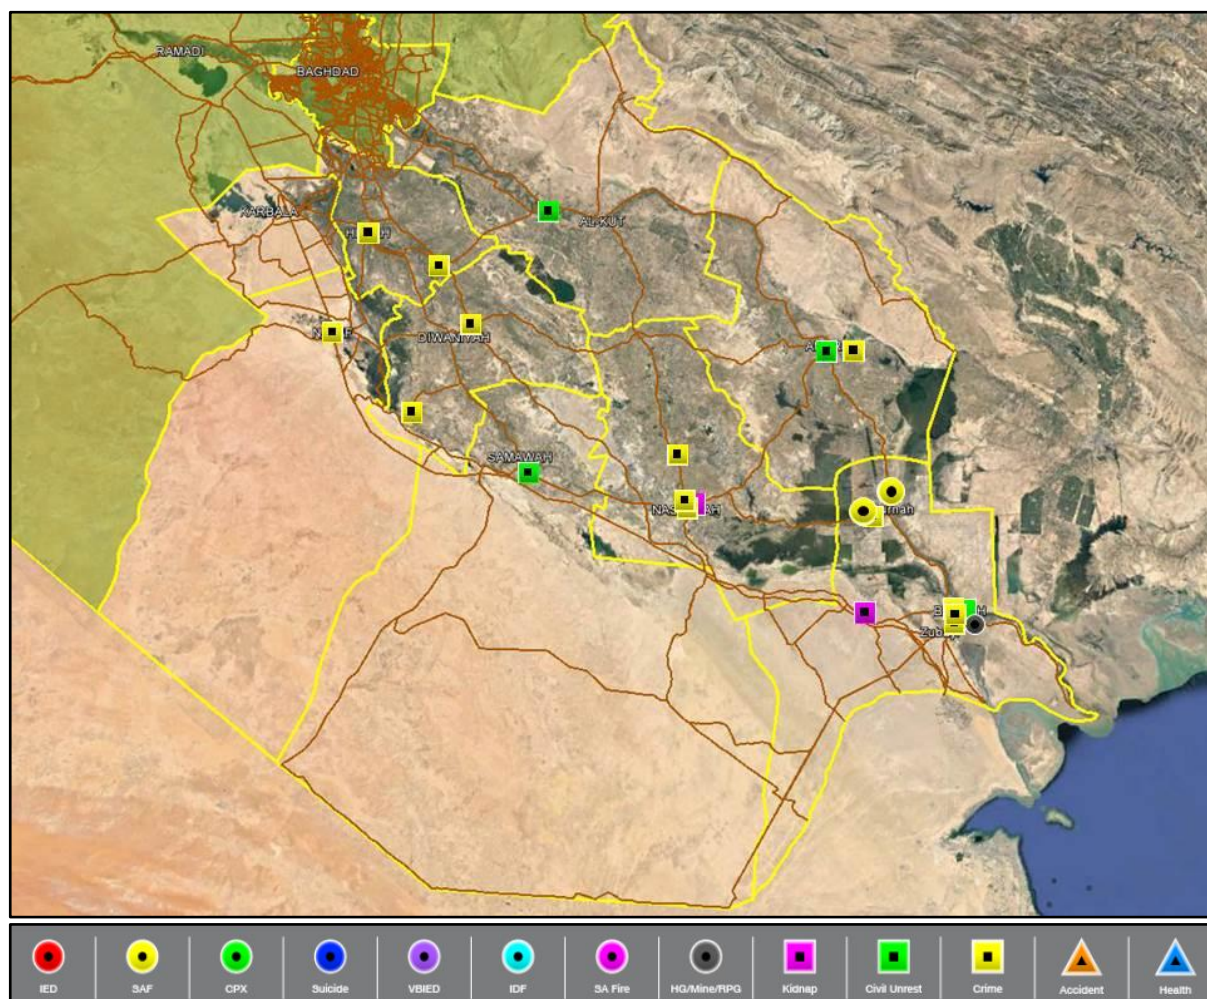 RAMADI
BAGHDAD
KARBALA
AL-KUT
DIWANIYAH
SAMAWAH
IED
SAF
CPX
Suicide
VBIED
IDF
SA Fire
HG/Mine/RPG
Kidnap
Civil Unrest
Crime
Accident
Health